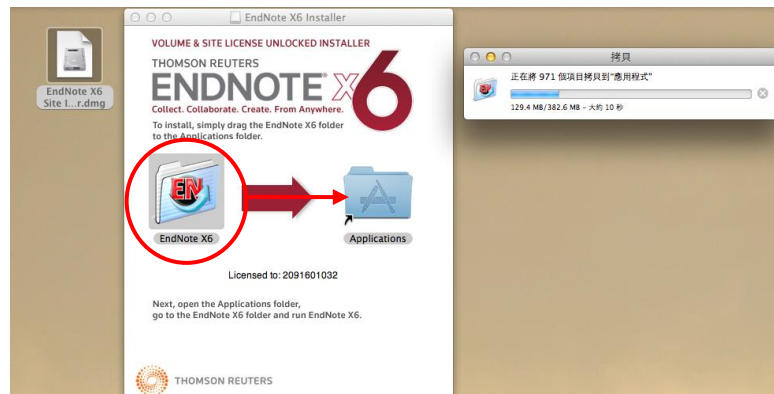 EndNote X6 Installer
VOLUME & SITE LICENSE UNLOCKED INSTALLER
THOMSON REUTERS
ENDNOTE X6
Collect. Collaborate. Create. From Anywhere.
To install, simply drag the EndNote X6 folder
to the Applications folder.
EN
EndNote X6
Applications
Licensed to: 2091601032
Next, open the Applications folder,
go to the EndNote X6 folder and run EndNote X6.
THOMSON REUTERS
EndNote X6
Site I...r.dmg
拷貝
正在將 971 個項目拷貝到"應用程式"
129.4 MB/382.6 MB - 大約 10 秒